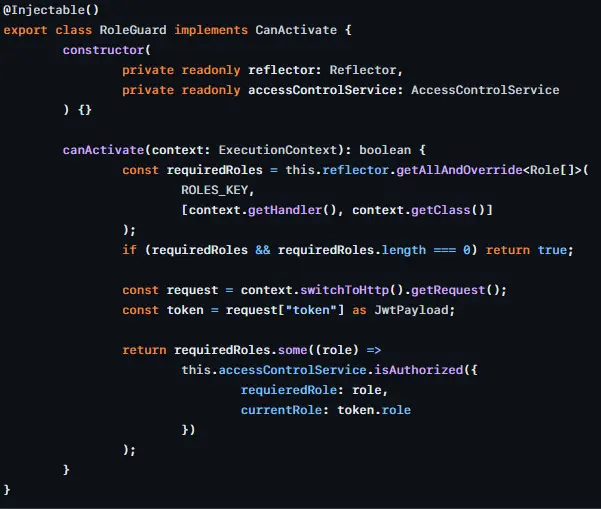 @Injectable()
export class RoleGuard implements CanActivate {
constructor(
private readonly reflector: Reflector,
private readonly accessControlService: AccessControlService
) {}
canActivate(context: ExecutionContext): boolean {
const requiredRoles = this.reflector.getAllAndOverride<Role[]>(
ROLES_KEY,
[context.getHandler(), context.getClass()]
);
if (requiredRoles && requiredRoles.length === 0) return true;
const request = context.switchToHttp().getRequest();
const token = request["token"] as JwtPayload;
return requiredRoles.some((role) =>
this.accessControlService.isAuthorized({
requieredRole: role,
currentRole: token.role
})
);
}
}